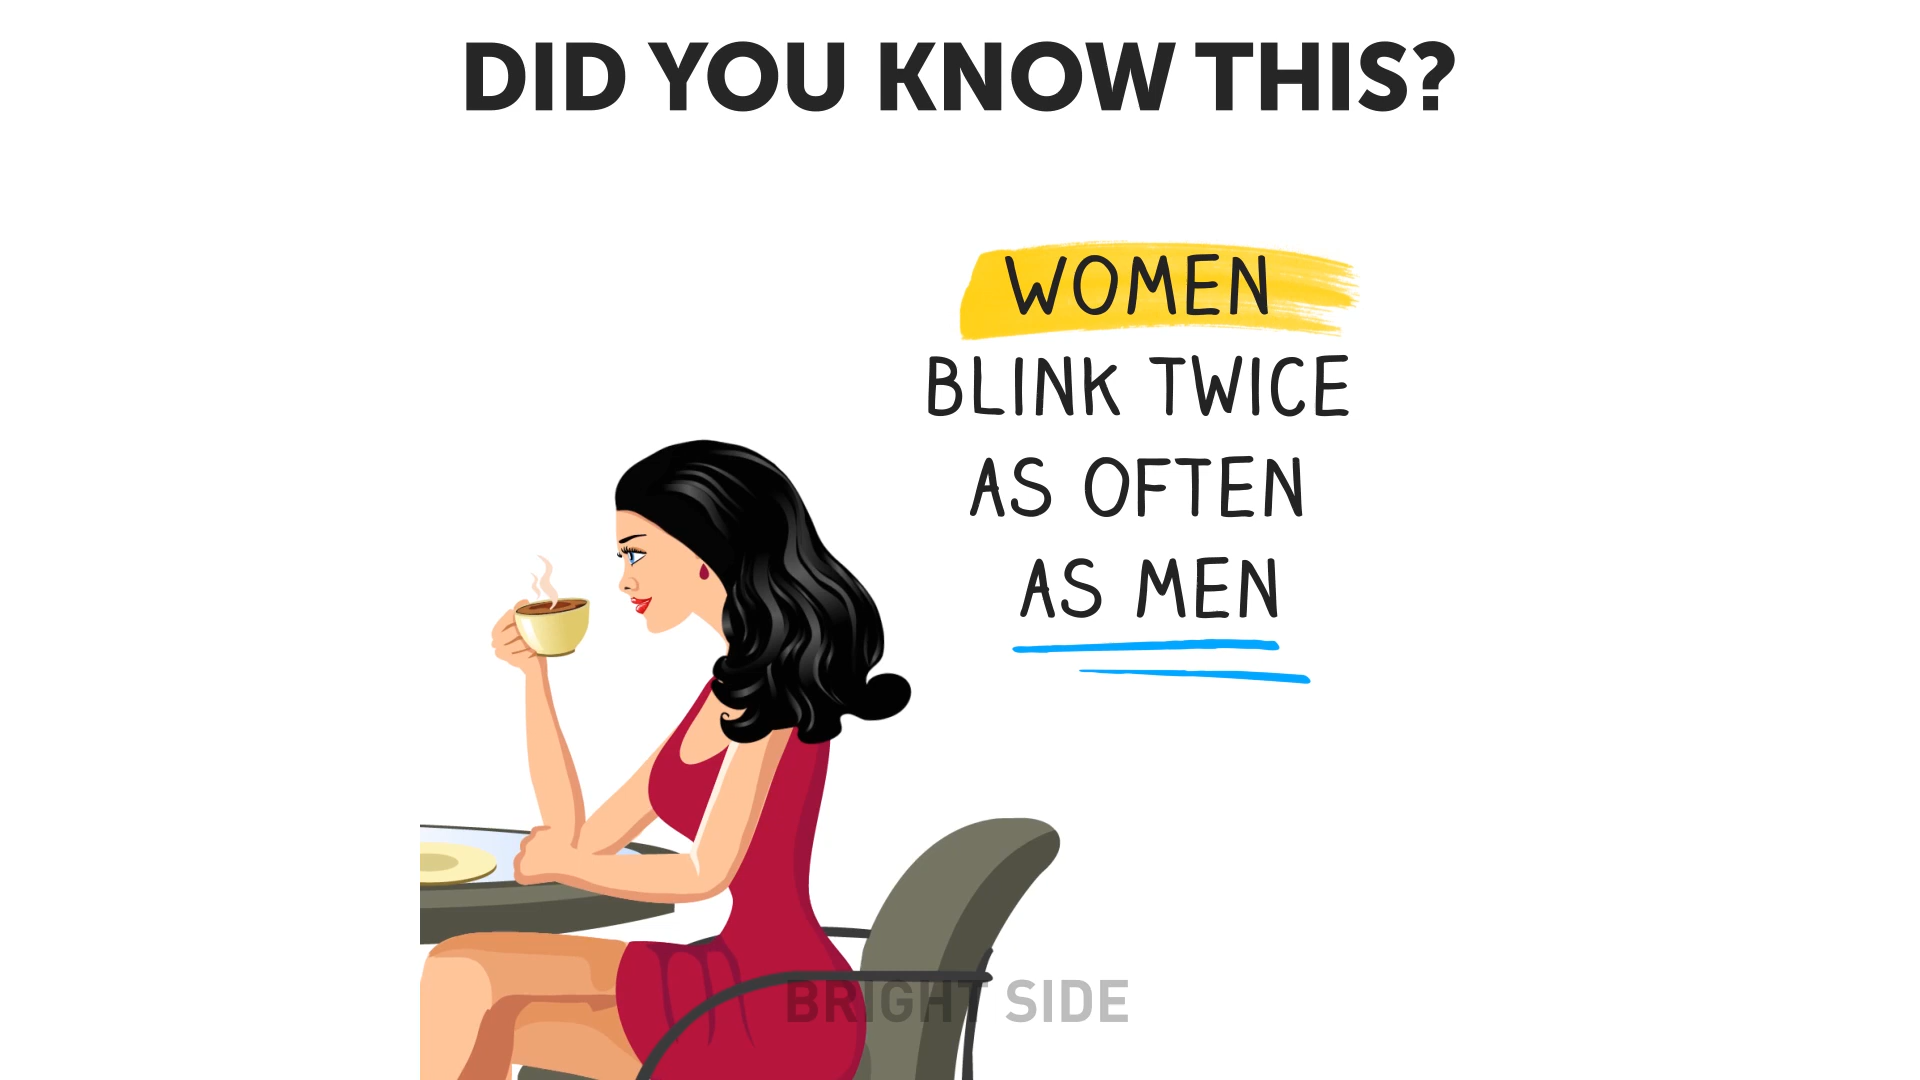 DID YOU KNOW THIS?
WOMEN
BLINK TWICE
AS OFTEN
AS MEN
BRIGHT SIDE